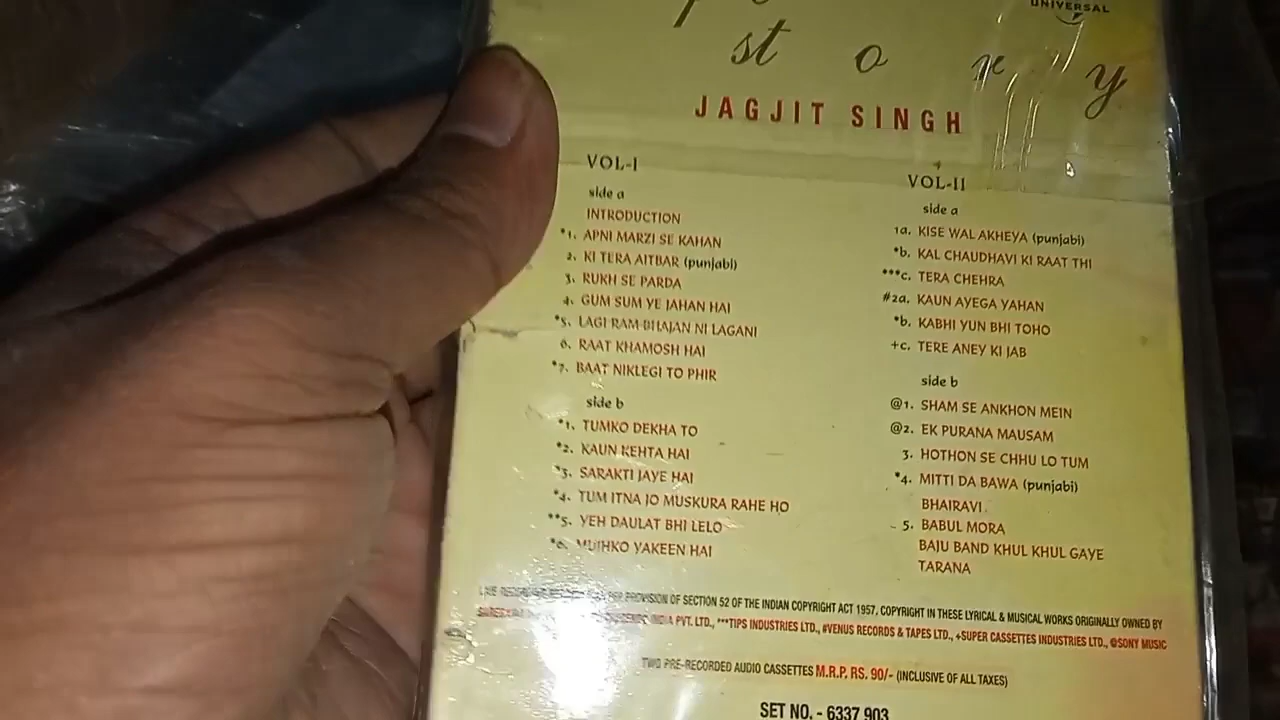 UNIVERSAL
story
JAGJIT SINGH
VOL-I
side a
INTRODUCTION
*1. APNI MARZI SE KAHAN
2. KI TERA AITBAR (punjabi)
3. RUKH SE PARDA
4. GUM SUM YE JAHAN HAI
*5. LAGI RAM BHAJAN NI LAGANI
6. RAAT KHAMOSH HAI
*7. BAAT NIKLEGI TO PHIR
side b
*1. TUMKO DEKHA TO
*2. KAUN KEHTA HAI
*3. SARAKTI JAYE HAI
*4. TUM ITNA JO MUSKURA RAHE HO
**5. YEH DAULAT BHI LELO
*6. MUJHKO YAKEEN HAI
VOL-II
side a
1a. KISE WAL AKHEYA (punjabi)
*b. KAL CHAUDHAVI KI RAAT THI
***c. TERA CHEHRA
#2a. KAUN AYEGA YAHAN
*b. KABHI YUN BHI TOHO
+c. TERE ANEY KI JAB
side b
@1. SHAM SE ANKHON MEIN
@2. EK PURANA MAUSAM
3. HOTHON SE CHHU LO TUM
*4. MITTI DA BAWA (punjabi)
BHAIRAVI
5. BABUL MORA
BAJU BAND KHUL KHUL GAYE
TARANA
PROVISION OF SECTION 52 OF THE INDIAN COPYRIGHT ACT 1957. COPYRIGHT IN THESE LYRICAL & MUSICAL WORKS ORIGINALLY OWNED BY
INDIA PVT. LTD., ***TIPS INDUSTRIES LTD., #VENUS RECORDS & TAPES LTD., +SUPER CASSETTES INDUSTRIES LTD., @SONY MUSIC
TWO PRE-RECORDED AUDIO CASSETTES M.R.P. RS. 90/- (INCLUSIVE OF ALL TAXES)
SET NO. - 6337 903